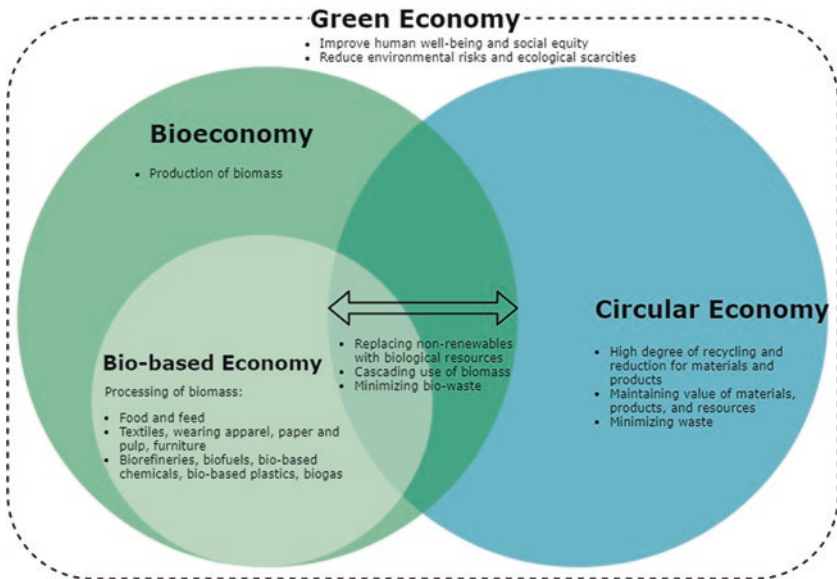 Green Economy
• Improve human well-being and social equity
• Reduce environmental risks and ecological scarcities
Bioeconomy
• Production of biomass
Bio-based Economy
Processing of biomass:
• Food and feed
• Textiles, wearing apparel, paper and
pulp, furniture
• Biorefineries, biofuels, bio-based
chemicals, bio-based plastics, biogas
• Replacing non-renewables
with biological resources
• Cascading use of biomass
• Minimizing bio-waste
Circular Economy
• High degree of recycling and
reduction for materials and
products
• Maintaining value of materials,
products, and resources
• Minimizing waste